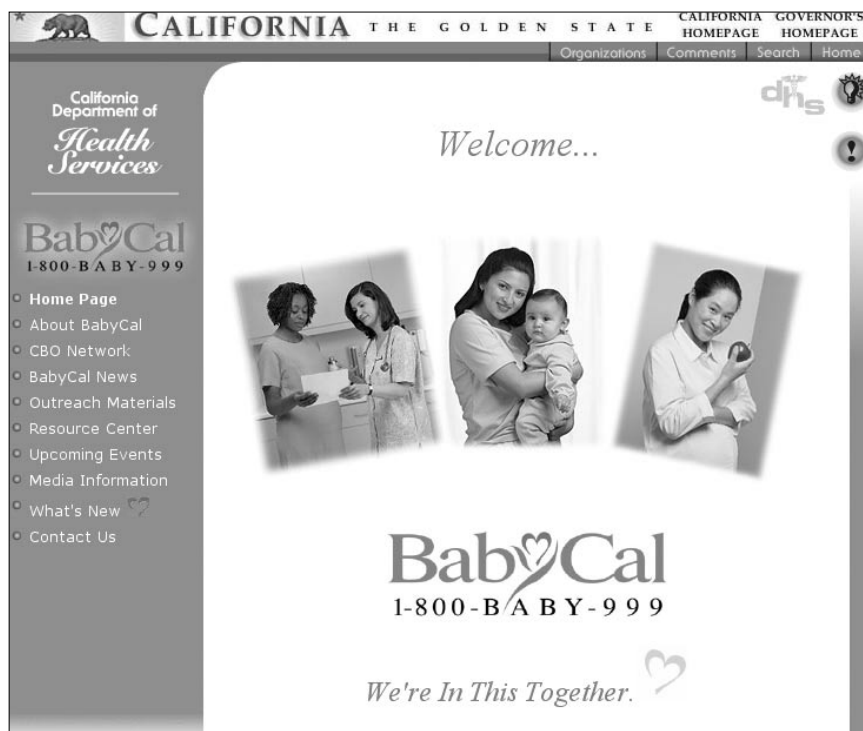 CALIFORNIA THE GOLDEN STATE
CALIFORNIA HOMEPAGE
GOVERNOR'S HOMEPAGE
Organizations
Comments
Search
Home
California
Department of
Health
Services
BabyCal
1-800-BABY-999
Home Page
About BabyCal
CBO Network
BabyCal News
Outreach Materials
Resource Center
Upcoming Events
Media Information
What's New
Contact Us
dhs
Welcome...
BabyCal
1-800-BABY-999
We're In This Together.